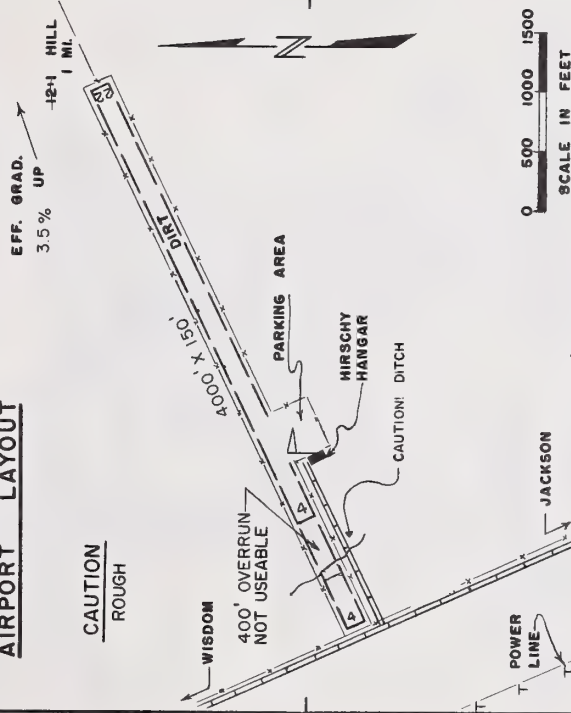 AIRPORT LAYOUT
EFF. GRAD.
3.5% UP
12+1 HILL
1 MI.
CAUTION
ROUGH
4000' X 150'
DIRT
N
400' OVERRUN
NOT USEABLE
4
4
PARKING AREA
HIRSCHY
HANGAR
CAUTION! DITCH
WISDOM
JACKSON
POWER
LINE
0 500 1000 1500
SCALE IN FEET